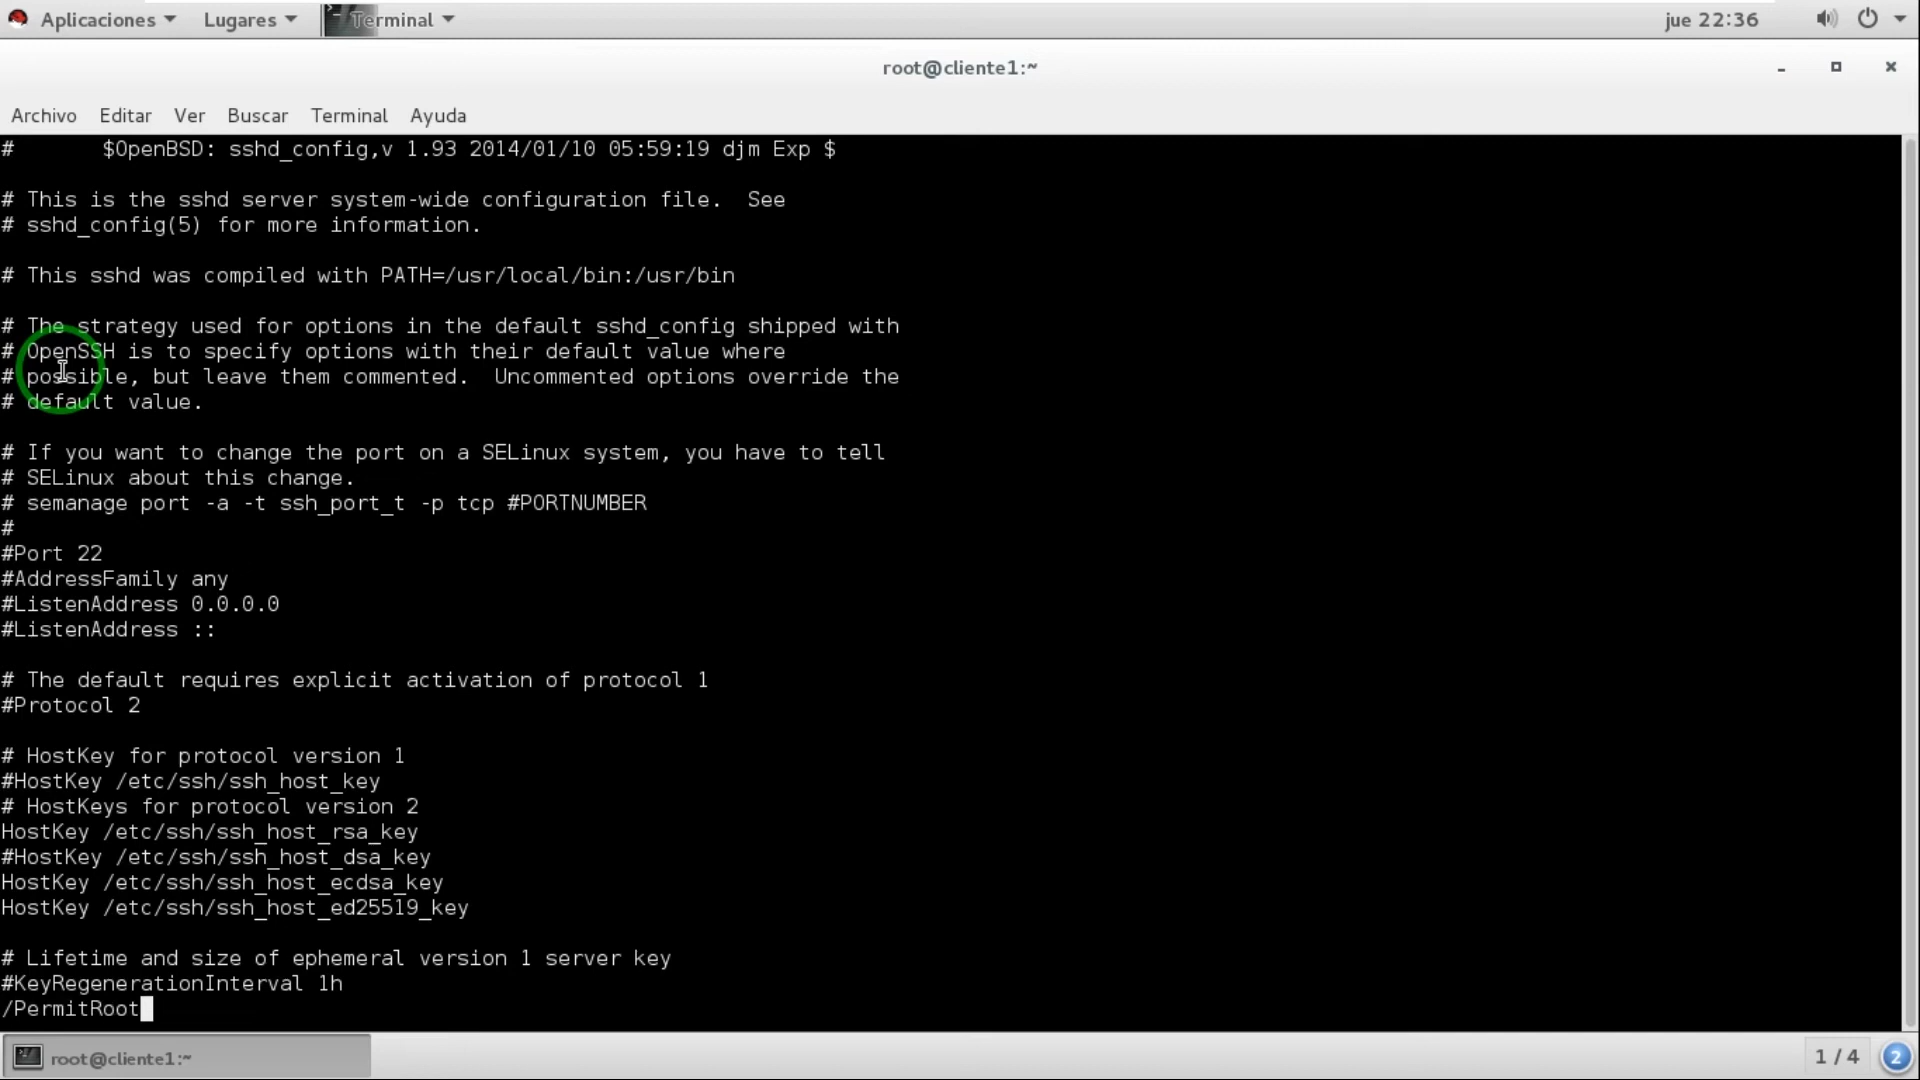 Aplicaciones Lugares Terminal jue 22:36
root@cliente1:~
Archivo Editar Ver Buscar Terminal Ayuda
# $OpenBSD: sshd_config,v 1.93 2014/01/10 05:59:19 djm Exp $
# This is the sshd server system-wide configuration file. See
# sshd_config(5) for more information.
# This sshd was compiled with PATH=/usr/local/bin:/usr/bin
# The strategy used for options in the default sshd_config shipped with
# OpenSSH is to specify options with their default value where
# possible, but leave them commented. Uncommented options override the
# default value.
# If you want to change the port on a SELinux system, you have to tell
# SELinux about this change.
# semanage port -a -t ssh_port_t -p tcp #PORTNUMBER
#
#Port 22
#AddressFamily any
#ListenAddress 0.0.0.0
#ListenAddress ::
# The default requires explicit activation of protocol 1
#Protocol 2
# HostKey for protocol version 1
#HostKey /etc/ssh/ssh_host_key
# HostKeys for protocol version 2
HostKey /etc/ssh/ssh_host_rsa_key
#HostKey /etc/ssh/ssh_host_dsa_key
HostKey /etc/ssh/ssh_host_ecdsa_key
HostKey /etc/ssh/ssh_host_ed25519_key
# Lifetime and size of ephemeral version 1 server key
#KeyRegenerationInterval 1h
/PermitRoot
root@cliente1:~ 1 / 4 2